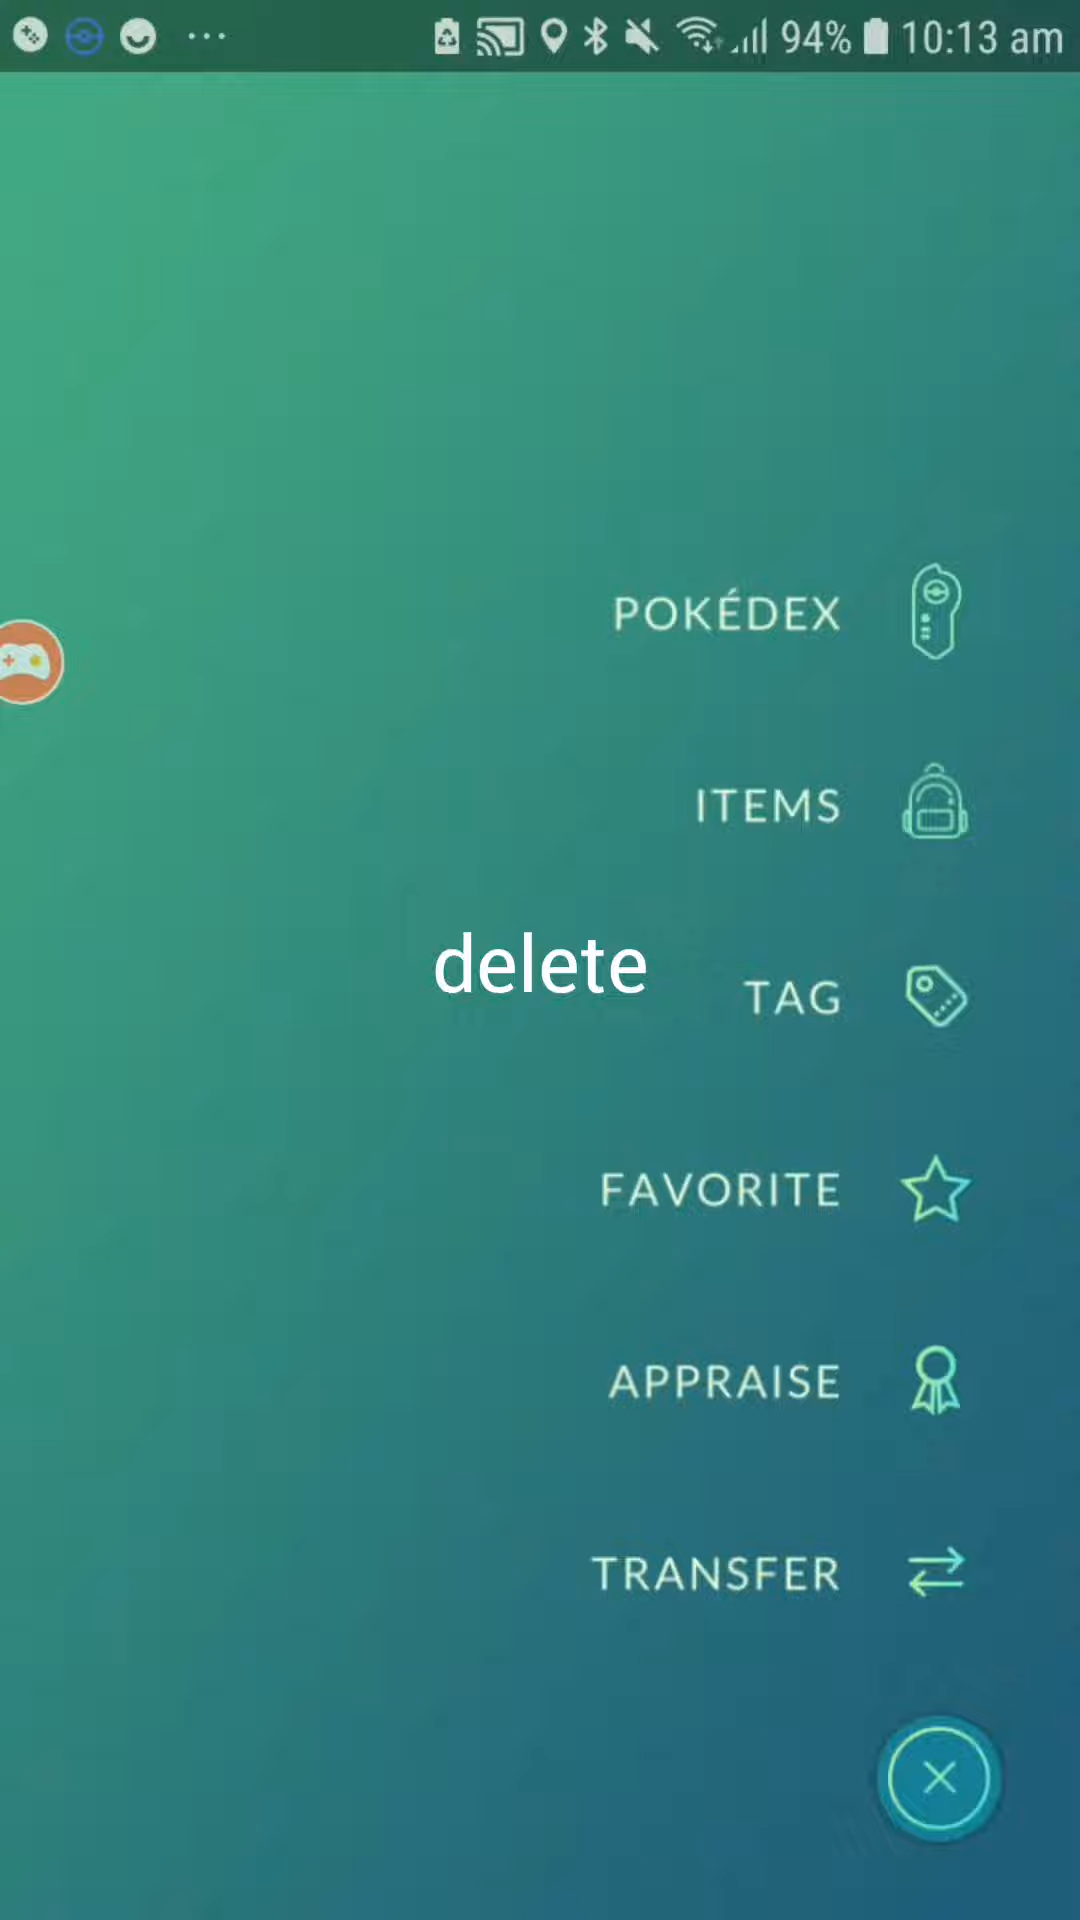 94% 10:13 am
POKÉDEX
ITEMS
delete
TAG
FAVORITE
APPRAISE
TRANSFER